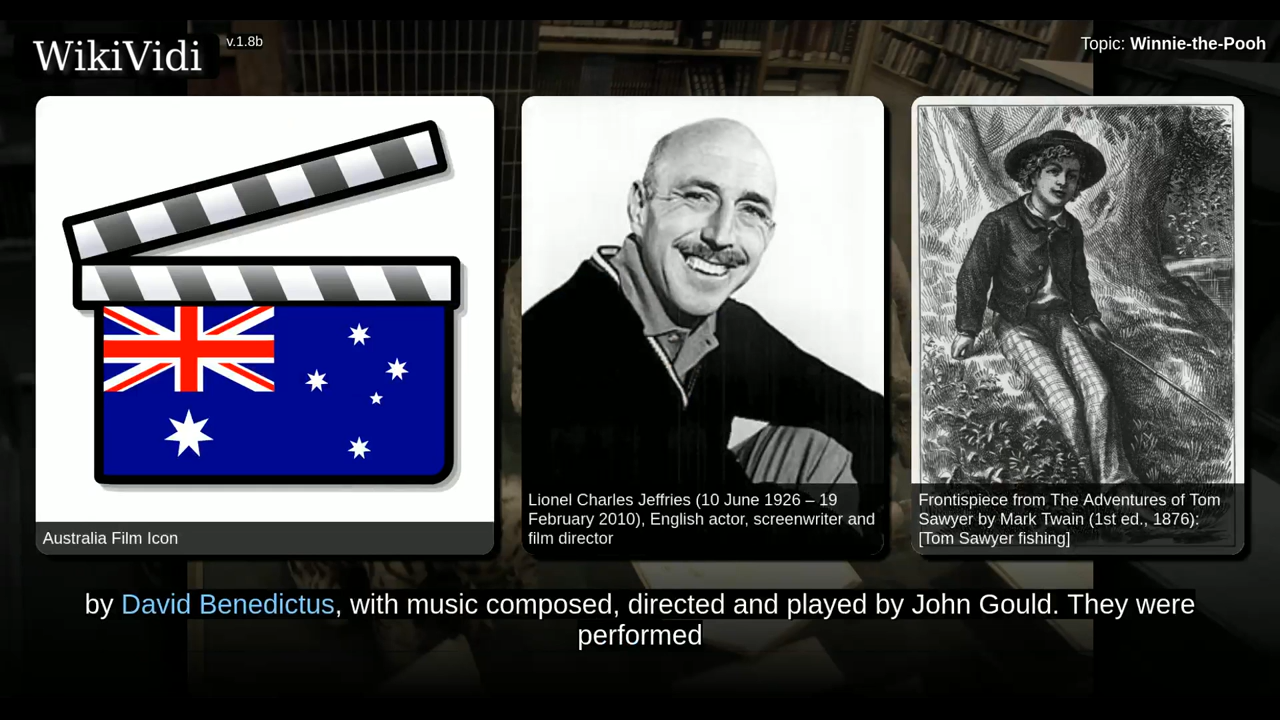 WikiVidi
v.1.8b
Topic: Winnie-the-Pooh
Australia Film Icon
Lionel Charles Jeffries (10 June 1926 – 19
February 2010), English actor, screenwriter and
film director
Frontispiece from The Adventures of Tom
Sawyer by Mark Twain (1st ed., 1876):
[Tom Sawyer fishing]
by David Benedictus, with music composed, directed and played by John Gould. They were
performed